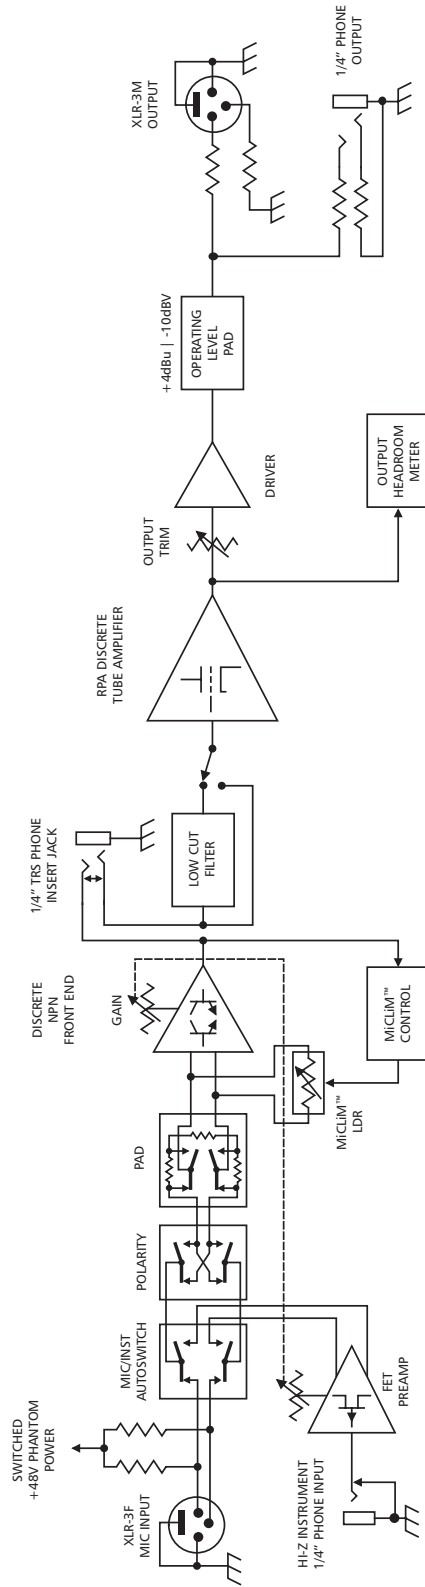 XLR-3F
MIC INPUT
SWITCHED
+48V PHANTOM
POWER
HI-Z INSTRUMENT
1/4" PHONE INPUT
FET
PREAMP
MIC/INST
AUTOSWITCH
POLARITY
PAD
MiCLiM™
LDR
MiCLiM™
CONTROL
DISCRETE
NPN
FRONT END
GAIN
1/4" TRS PHONE
INSERT JACK
LOW CUT
FILTER
RPA DISCRETE
TUBE AMPLIFIER
OUTPUT
TRIM
OUTPUT
HEADROOM
METER
DRIVER
+4dBu | -10dBV
OPERATING
LEVEL
PAD
XLR-3M
OUTPUT
1/4" PHONE
OUTPUT